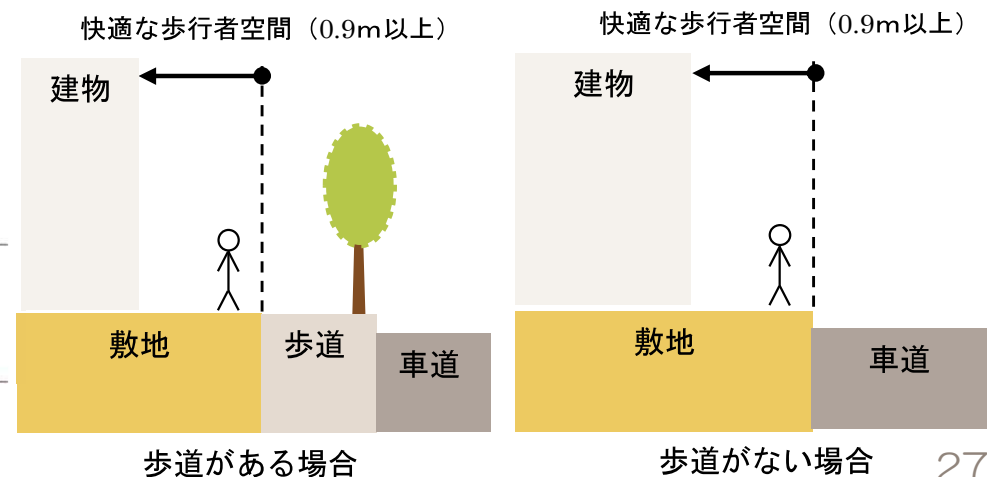 快適な歩行者空間（0.9m以上）
建物
敷地
歩道
車道
歩道がある場合
快適な歩行者空間（0.9m以上）
建物
敷地
車道
歩道がない場合
27